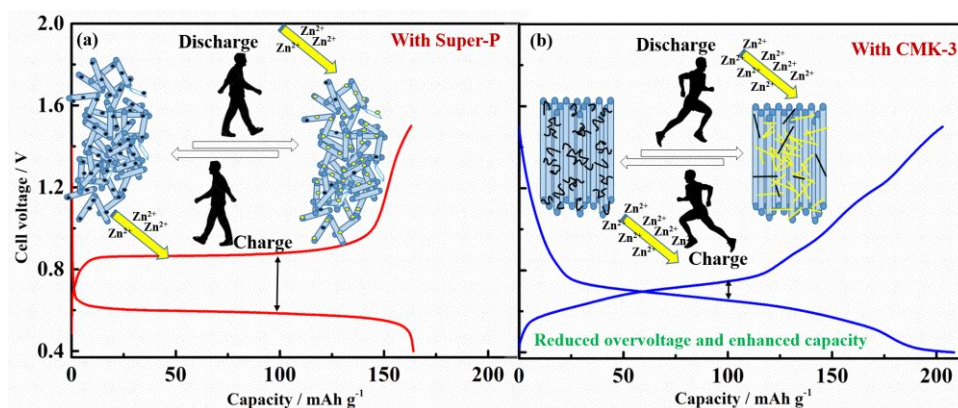 (a)
With Super-P
Discharge
Zn²⁺ Zn²⁺
Zn²⁺ Zn²⁺
Zn²⁺
Zn²⁺ Zn²⁺
Charge
2.0
1.6
1.2
0.8
0.4
Cell voltage / V
0 50 100 150 200
Capacity / mAh g⁻¹
(b)
With CMK-3
Discharge
Zn²⁺
Zn²⁺ Zn²⁺
Zn²⁺ Zn²⁺
Zn²⁺ Zn²⁺
Zn²⁺
Zn²⁺ Zn²⁺
Zn²⁺ Zn²⁺
Zn²⁺ Zn
Charge
Reduced overvoltage and enhanced capacity
0 50 100 150 200
Capacity / mAh g⁻¹